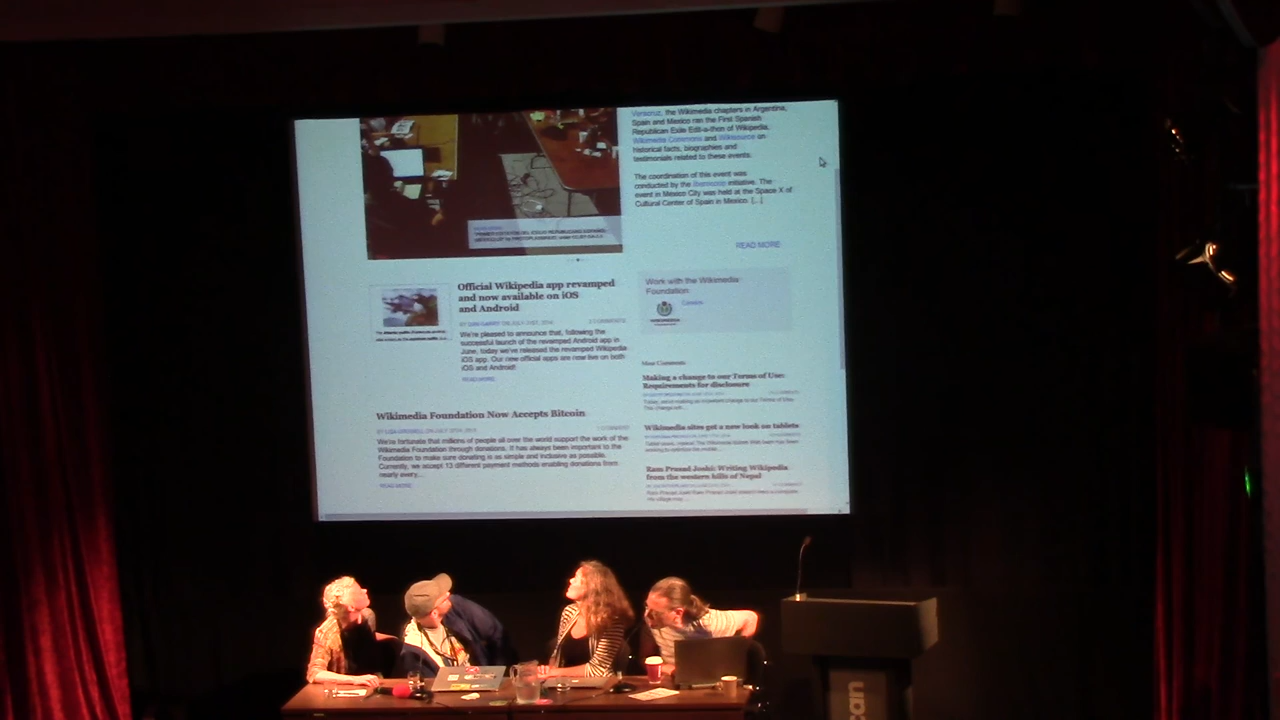 Veracruz, the Wikimedia chapters in Argentina,
Spain and Mexico ran the First Spanish
Republican Exile Edit-a-thon of Wikipedia,
Wikimedia Commons and Wikisource on
historical facts, biographies and
testimonials related to these events.
The coordination of this event was
conducted by the Iberocoop initiative. The
event in Mexico City was held at the Space X of
Cultural Center of Spain in Mexico. [...]
READ MORE
Official Wikipedia app revamped
and now available on iOS
and Android
ON JULY 31ST, 2014
We're pleased to announce that, following the
successful launch of the revamped Android app in
June, today we've released the revamped Wikipedia
iOS app. Our new official apps are now live on both
iOS and Android!
READ MORE
Wikimedia Foundation Now Accepts Bitcoin
We're fortunate that millions of people all over the world support the work of the
Wikimedia Foundation through donations. It has always been important to the
Foundation to make sure donating is as simple and inclusive as possible.
Currently, we accept 13 different payment methods enabling donations from
nearly every...
READ MORE
Work with the Wikimedia
Foundation
WIKIMEDIA
Making a change to our Terms of Use:
Requirements for disclosure
Wikimedia sites get a new look on tablets
Ram Prasad Joshi: Writing Wikipedia
from the western hills of Nepal
can